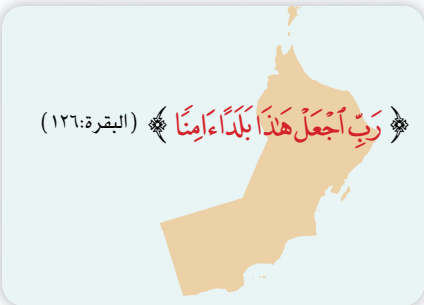 ﴿ رَبِّ ٱجۡعَلۡ هَٰذَا بَلَدًا ءَامِنٗا ﴾ (البقرة:١٢٦)